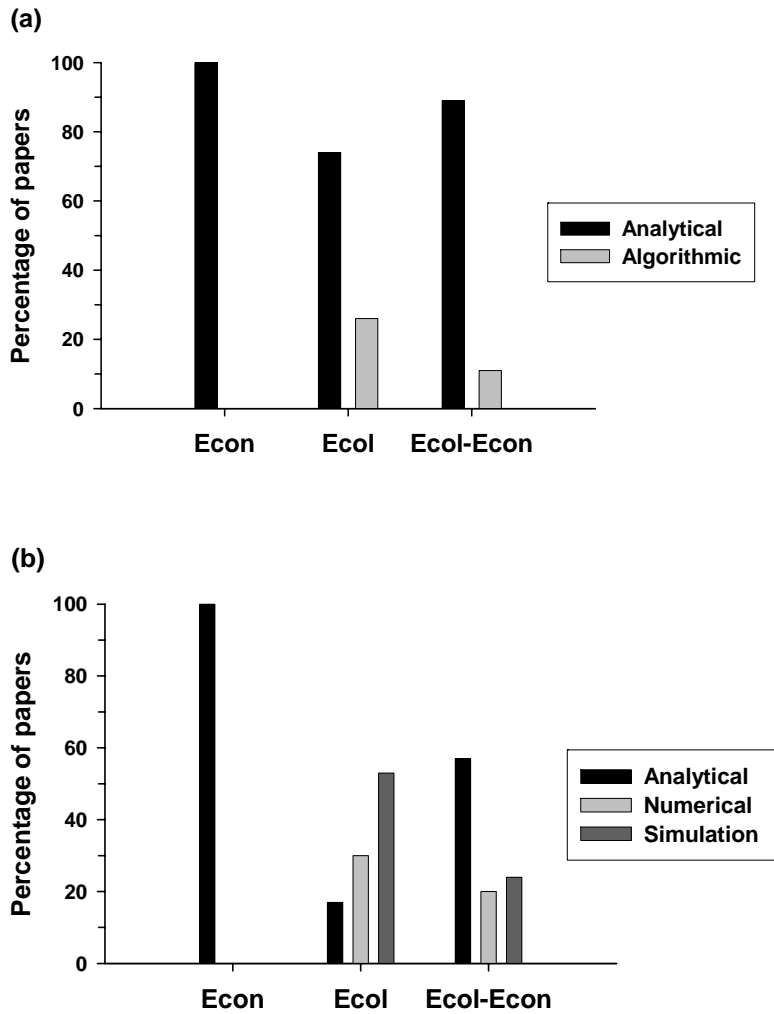 (a)
Percentage of papers
100
80
60
40
20
0
Econ
Ecol
Ecol-Econ
Analytical
Algorithmic
(b)
Percentage of papers
100
80
60
40
20
0
Econ
Ecol
Ecol-Econ
Analytical
Numerical
Simulation